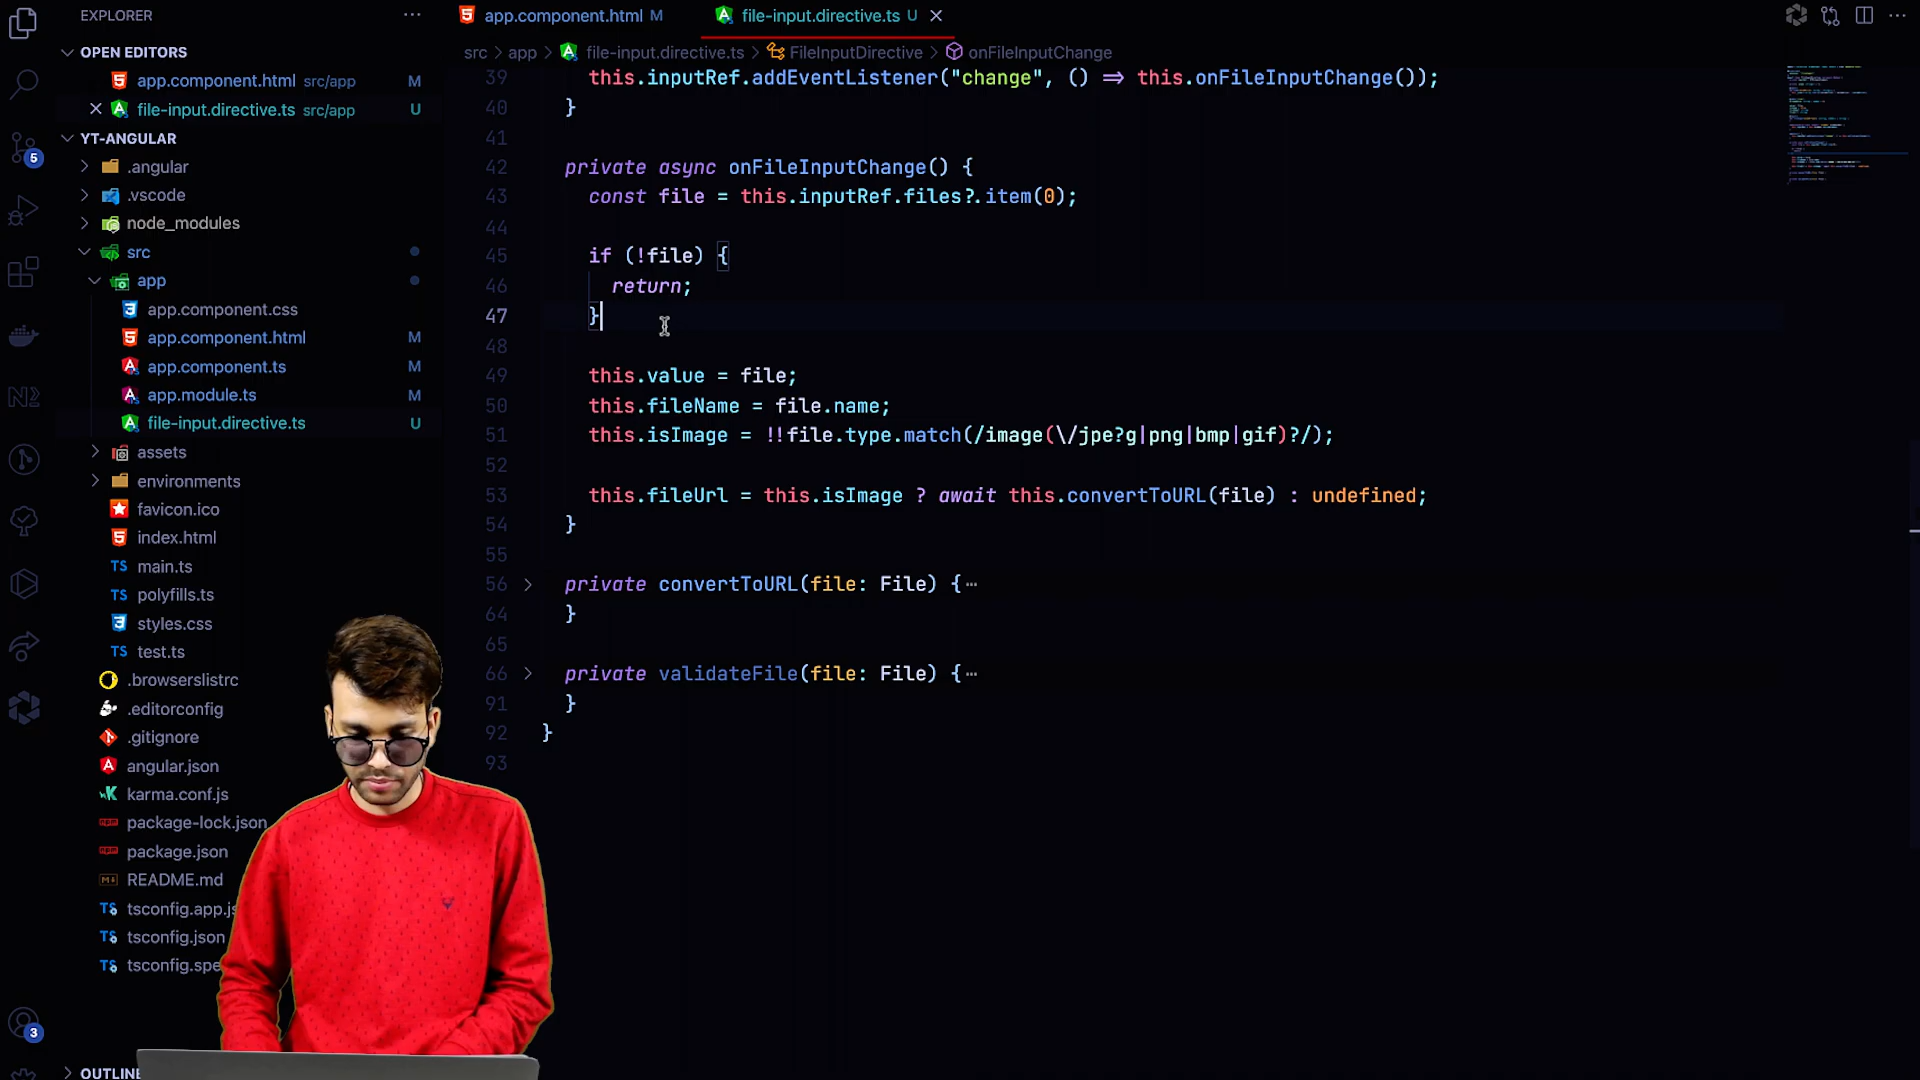 EXPLORER
OPEN EDITORS
app.component.html src/app M
file-input.directive.ts src/app U
YT-ANGULAR
.angular
.vscode
node_modules
src
app
app.component.css
app.component.html M
app.component.ts M
app.module.ts M
file-input.directive.ts U
assets
environments
favicon.ico
index.html
main.ts
polyfills.ts
styles.css
test.ts
.browserslistrc
.editorconfig
.gitignore
angular.json
karma.conf.js
package-lock.json
package.json
README.md
tsconfig.app.js
tsconfig.json
tsconfig.spe
OUTLINE
5
3
app.component.html M
file-input.directive.ts U
src > app > file-input.directive.ts > FileInputDirective > onFileInputChange
39 this.inputRef.addEventListener("change", () => this.onFileInputChange());
40 }
41
42 private async onFileInputChange() {
43 const file = this.inputRef.files?.item(0);
44
45 if (!file) {
46 return;
47 }
48
49 this.value = file;
50 this.fileName = file.name;
51 this.isImage = !!file.type.match(/image(\/jpe?g|png|bmp|gif)?/);
52
53 this.fileUrl = this.isImage ? await this.convertToURL(file) : undefined;
54 }
55
56 private convertToURL(file: File) {⋯
64 }
65
66 private validateFile(file: File) {⋯
91 }
92 }
93